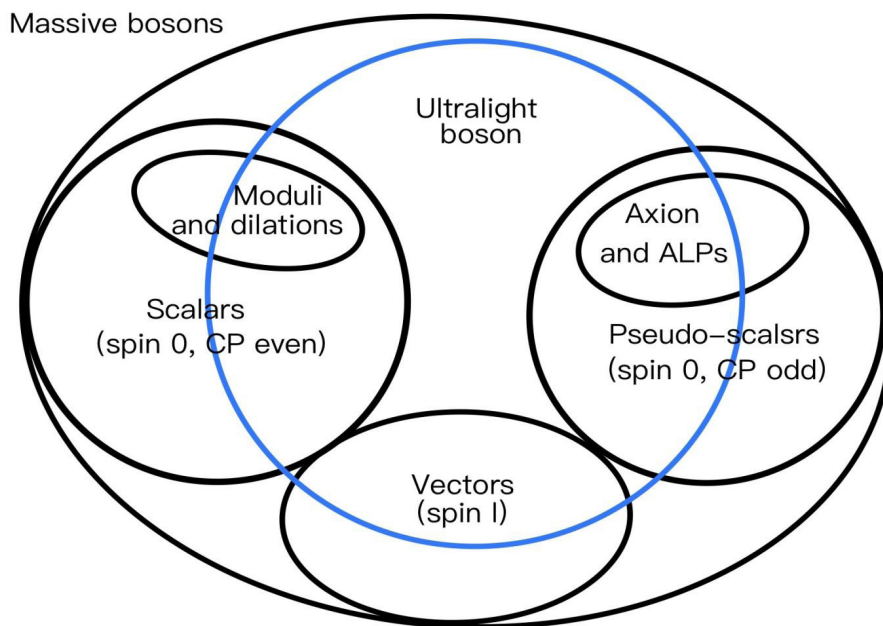 Massive bosons
Ultralight
boson
Moduli
and dilations
Axion
and ALPs
Scalars
(spin 0, CP even)
Pseudo-scalsrs
(spin 0, CP odd)
Vectors
(spin I)